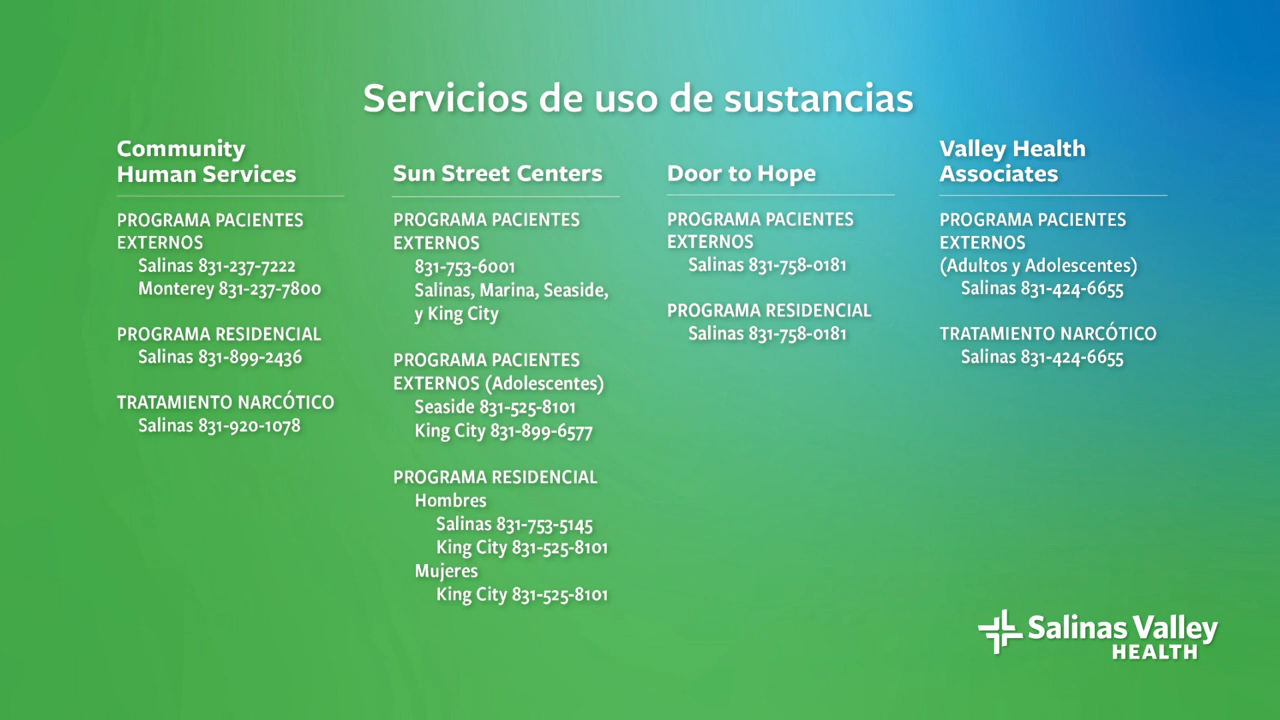 Servicios de uso de sustancias
Community
Human Services
PROGRAMA PACIENTES
EXTERNOS
Salinas 831-237-7222
Monterey 831-237-7800
PROGRAMA RESIDENCIAL
Salinas 831-899-2436
TRATAMIENTO NARCÓTICO
Salinas 831-920-1078
Sun Street Centers
PROGRAMA PACIENTES
EXTERNOS
831-753-6001
Salinas, Marina, Seaside,
y King City
PROGRAMA PACIENTES
EXTERNOS (Adolescentes)
Seaside 831-525-8101
King City 831-899-6577
PROGRAMA RESIDENCIAL
Hombres
Salinas 831-753-5145
King City 831-525-8101
Mujeres
King City 831-525-8101
Door to Hope
PROGRAMA PACIENTES
EXTERNOS
Salinas 831-758-0181
PROGRAMA RESIDENCIAL
Salinas 831-758-0181
Valley Health
Associates
PROGRAMA PACIENTES
EXTERNOS
(Adultos y Adolescentes)
Salinas 831-424-6655
TRATAMIENTO NARCÓTICO
Salinas 831-424-6655
Salinas Valley
HEALTH